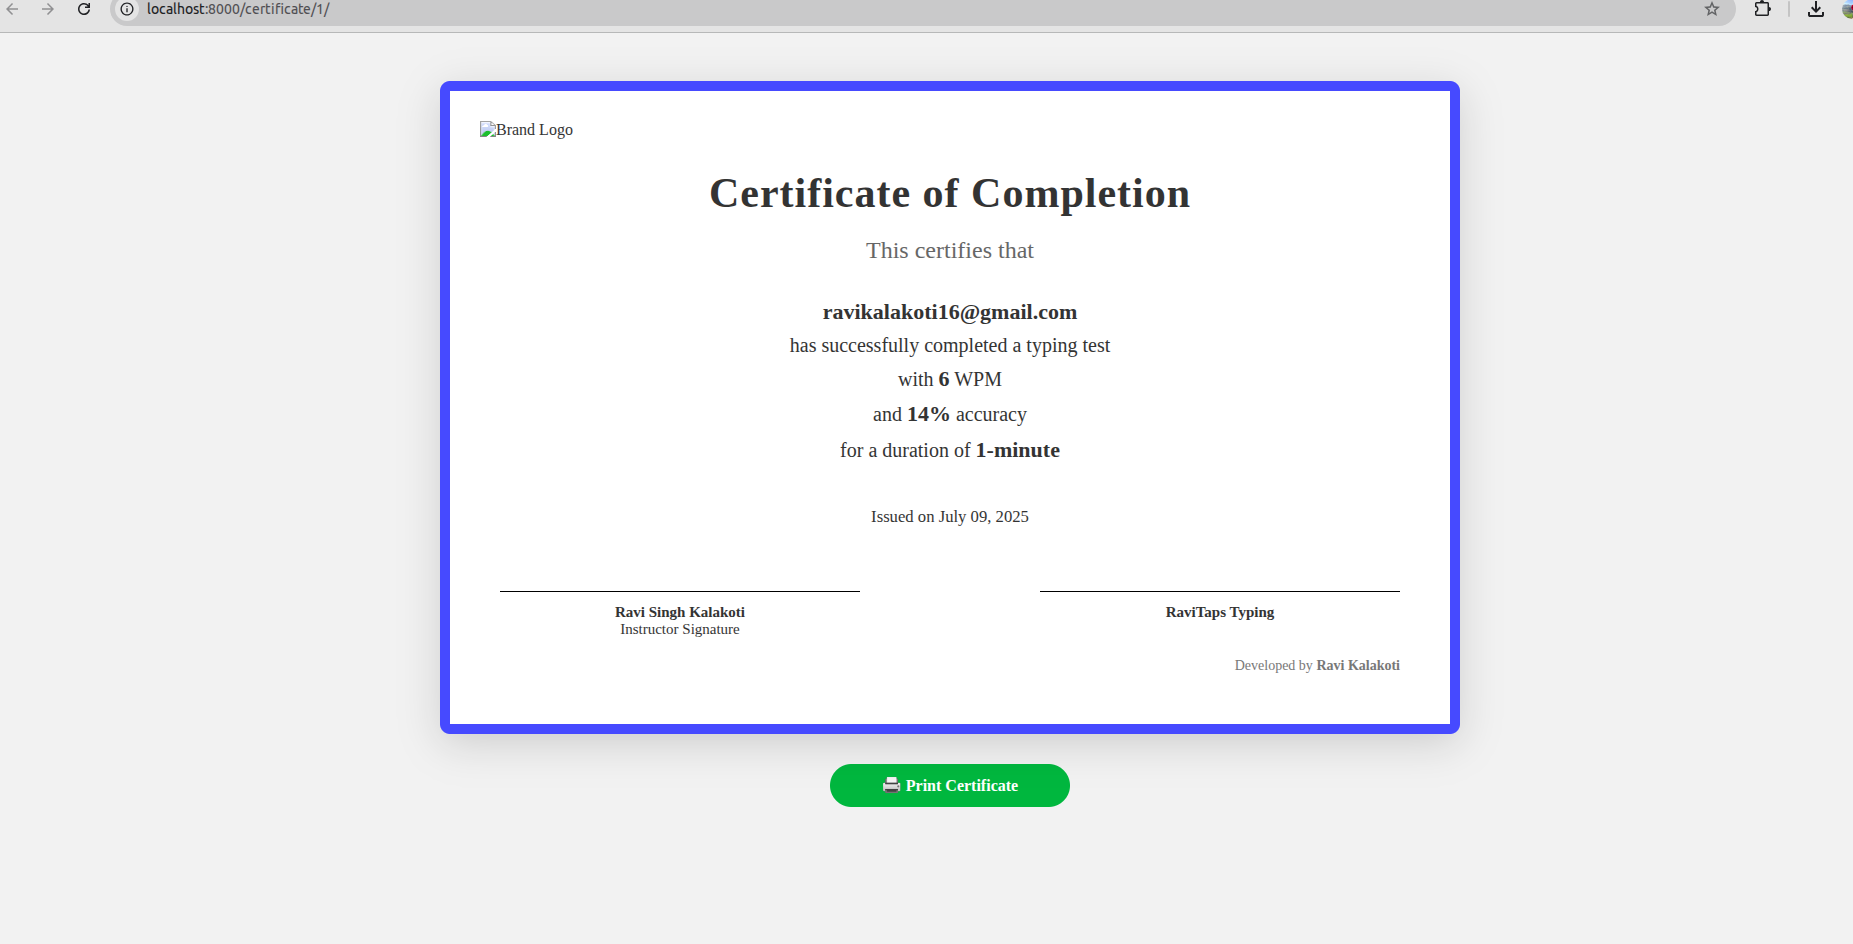 localhost:8000/certificate/1/
Brand Logo
Certificate of Completion
This certifies that
ravikalakoti16@gmail.com
has successfully completed a typing test
with 6 WPM
and 14% accuracy
for a duration of 1-minute
Issued on July 09, 2025
Ravi Singh Kalakoti
Instructor Signature
RaviTaps Typing
Developed by Ravi Kalakoti
Print Certificate